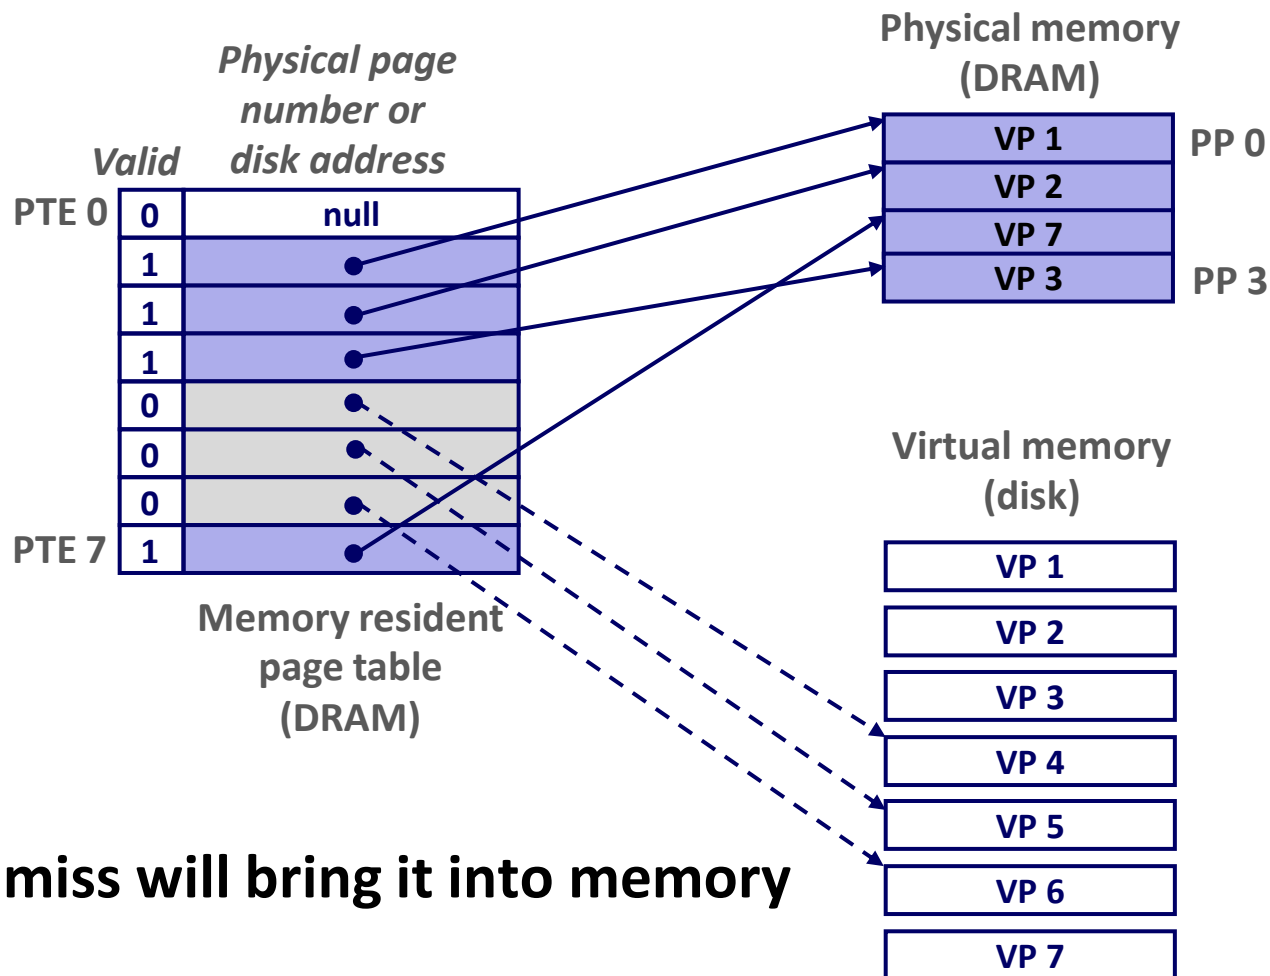 Physical memory
(DRAM)
Physical page
number or
disk address
Valid
PTE 0
0
null
1
1
1
0
0
0
PTE 7
1
Memory resident
page table
(DRAM)
VP 1
PP 0
VP 2
VP 7
VP 3
PP 3
Virtual memory
(disk)
VP 1
VP 2
VP 3
VP 4
VP 5
VP 6
VP 7
miss will bring it into memory